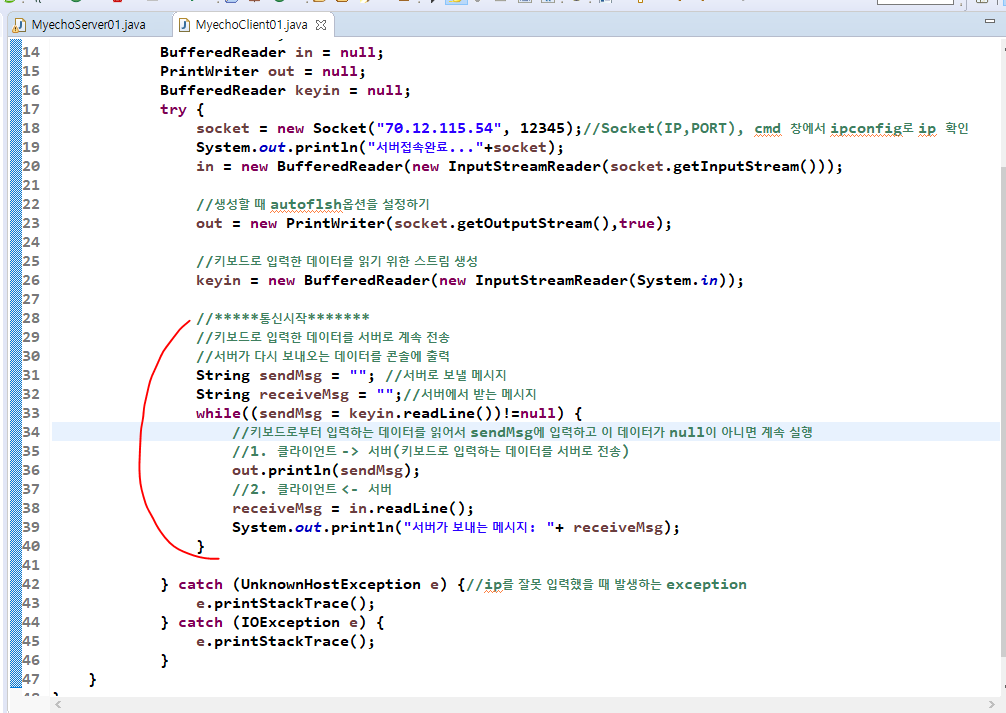 MyechoServer01.java MyechoClient01.java
14 BufferedReader in = null;
15 PrintWriter out = null;
16 BufferedReader keyin = null;
17 try {
18 socket = new Socket("70.12.115.54", 12345);//Socket(IP,PORT), cmd 창에서 ipconfig로 ip 확인
19 System.out.println("서버접속완료..."+socket);
20 in = new BufferedReader(new InputStreamReader(socket.getInputStream()));
21
22 //생성할 때 autoflsh옵션을 설정하기
23 out = new PrintWriter(socket.getOutputStream(),true);
24
25 //키보드로 입력한 데이터를 읽기 위한 스트림 생성
26 keyin = new BufferedReader(new InputStreamReader(System.in));
27
28 //*****통신시작*******
29 //키보드로 입력한 데이터를 서버로 계속 전송
30 //서버가 다시 보내오는 데이터를 콘솔에 출력
31 String sendMsg = ""; //서버로 보낼 메시지
32 String receiveMsg = "";//서버에서 받는 메시지
33 while((sendMsg = keyin.readLine())!=null) {
34 //키보드로부터 입력하는 데이터를 읽어서 sendMsg에 입력하고 이 데이터가 null이 아니면 계속 실행
35 //1. 클라이언트 -> 서버(키보드로 입력하는 데이터를 서버로 전송)
36 out.println(sendMsg);
37 //2. 클라이언트 <- 서버
38 receiveMsg = in.readLine();
39 System.out.println("서버가 보내는 메시지: "+ receiveMsg);
40 }
41
42 } catch (UnknownHostException e) {//ip를 잘못 입력했을 때 발생하는 exception
43 e.printStackTrace();
44 } catch (IOException e) {
45 e.printStackTrace();
46 }
47 }